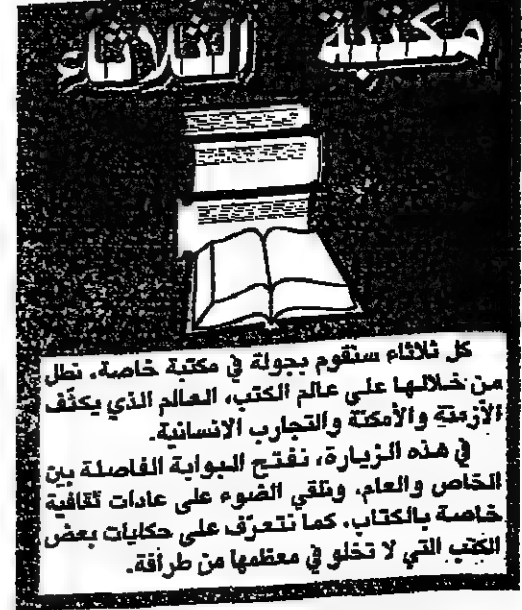 مكتبة الثلاثاء
كل ثلاثاء سنقوم بجولة في مكتبة خاصة، نطل
من خلالها على عالم الكتب، العالم الذي يكثّف
الأزمنة والأمكنة والتجارب الانسانية.
في هذه الزيارة، نفتح البوابة الفاصلة بين
الخاص والعام. ونلقي الضوء على عادات ثقافية
خاصة بالكتاب. كما نتعرّف على حكايات بعض
الكتب التي لا تخلو في معظمها من طرافة.